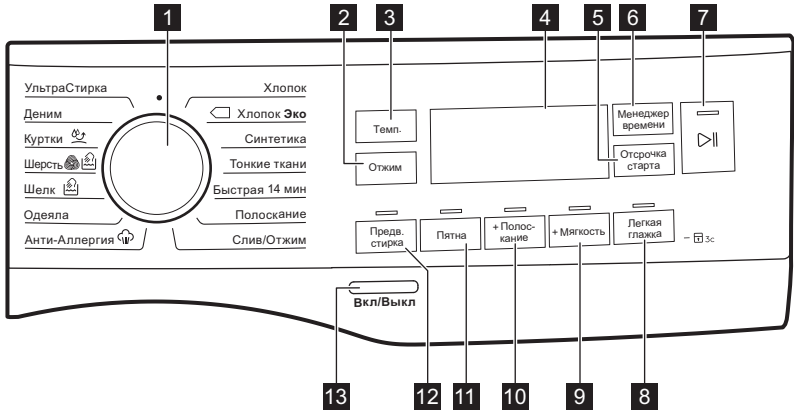 1
2
3
4
5
6
7
УльтраСтирка
Деним
Куртки
Шерсть
Шелк
Одеяла
Анти-Аллергия
Хлопок
Хлопок Эко
Синтетика
Тонкие ткани
Быстрая 14 мин
Полоскание
Слив/Отжим
Темп.
Отжим
Менеджер
времени
Отсрочка
старта
Предв.
стирка
Пятна
+ Полос-
кание
+ Мягкость
Легкая
глажка
3с
Вкл/Выкл
13
12
11
10
9
8